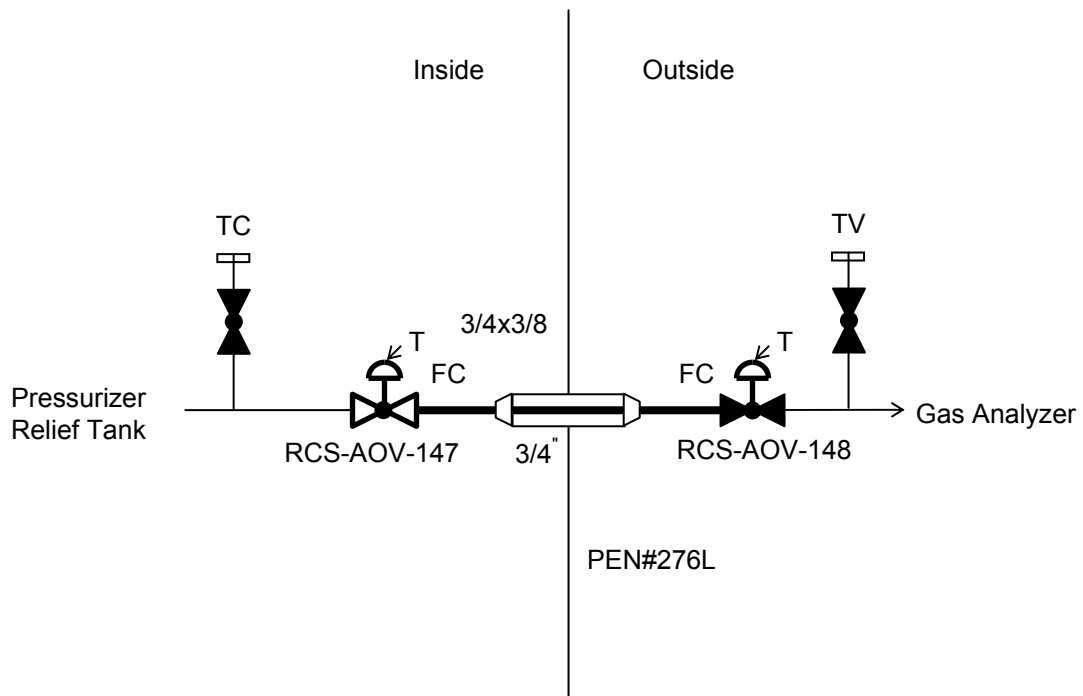 Inside
Outside
TC
TV
3/4x3/8
T
T
FC
FC
Pressurizer
Relief Tank
Gas Analyzer
RCS-AOV-147
3/4"
RCS-AOV-148
PEN#276L